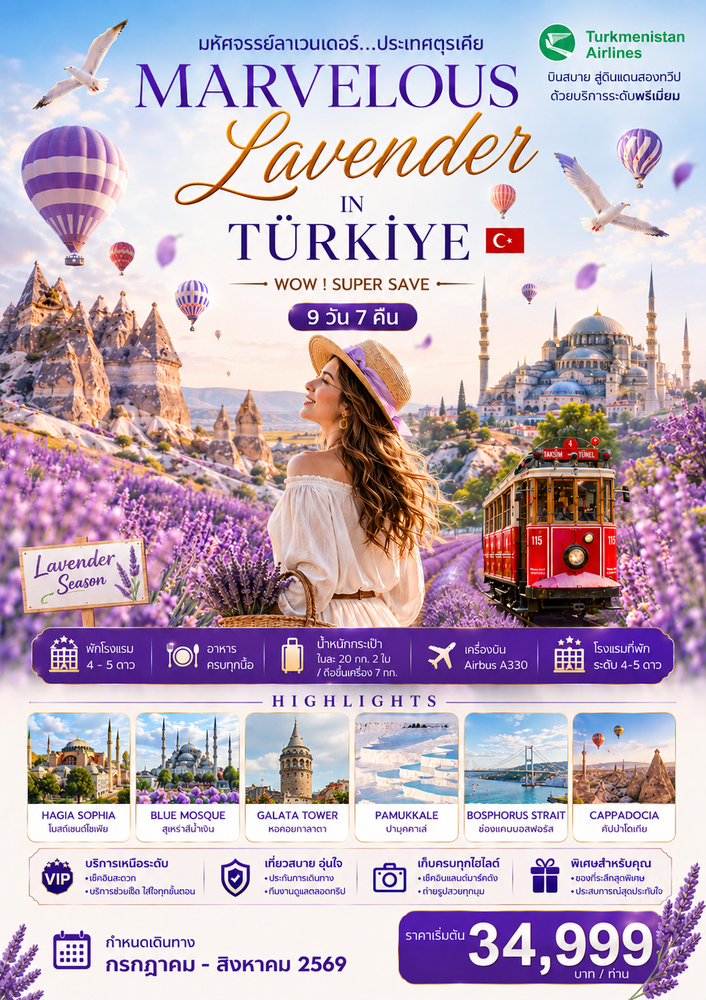 มหัศจรรย์ลาเวนเดอร์...ประเทศตุรเคีย
MARVELOUS
Lavender
IN
TÜRKİYE
WOW ! SUPER SAVE
9 วัน 7 คืน
Turkmenistan
Airlines
บินสบาย สู่ดินแดนสองทวีป
ด้วยบริการระดับพรีเมี่ยม
4
TAKSİM TÜNEL
115
115
Lavender
Season
พักโรงแรม
4 - 5 ดาว
อาหาร
ครบทุกมื้อ
น้ำหนักกระเป๋า
ใบละ 20 กก. 2 ใบ
/ ถือขึ้นเครื่อง 7 กก.
เครื่องบิน
Airbus A330
โรงแรมที่พัก
ระดับ 4-5 ดาว
HIGHLIGHTS
HAGIA SOPHIA
โบสถ์เซนต์โซเฟีย
BLUE MOSQUE
สุเหร่าสีน้ำเงิน
GALATA TOWER
หอคอยกาลาตา
PAMUKKALE
ปามุคคาเล่
BOSPHORUS STRAIT
ช่องแคบบอสฟอรัส
CAPPADOCIA
คัปปาโดเกีย
VIP
บริการเหนือระดับ
•เช็คอินสะดวก
•บริการช่วยเช็ด ใส่ใจทุกขั้นตอน
เที่ยวสบาย อุ่นใจ
•ประกันการเดินทาง
•ทีมงานดูแลตลอดทริป
เก็บครบทุกไฮไลต์
•เช็คอินแลนด์มาร์คดัง
•ถ่ายรูปสวยทุกมุม
พิเศษสำหรับคุณ
•ของที่ระลึกสุดพิเศษ
•ประสบการณ์สุดประทับใจ
กำหนดเดินทาง
กรกฎาคม - สิงหาคม 2569
ราคาเริ่มต้น
34,999
บาท / ท่าน